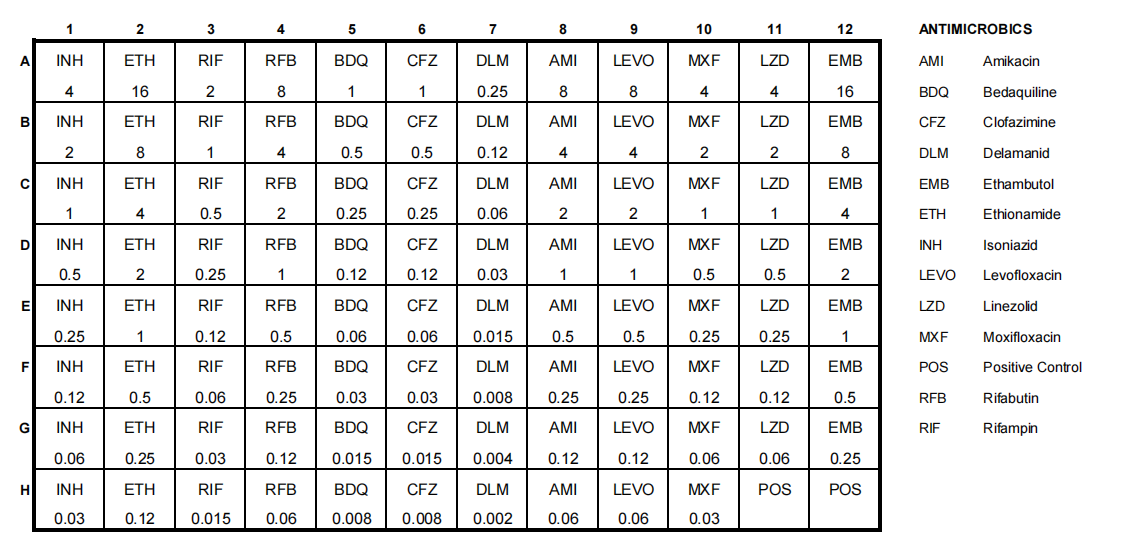 1 2 3 4 5 6 7 8 9 10 11 12 ANTIMICROBICS
A INH ETH RIF RFB BDQ CFZ DLM AMI LEVO MXF LZD EMB AMI Amikacin
4 16 2 8 1 1 0.25 8 8 4 4 16 BDQ Bedaquiline
B INH ETH RIF RFB BDQ CFZ DLM AMI LEVO MXF LZD EMB CFZ Clofazimine
2 8 1 4 0.5 0.5 0.12 4 4 2 2 8 DLM Delamanid
C INH ETH RIF RFB BDQ CFZ DLM AMI LEVO MXF LZD EMB EMB Ethambutol
1 4 0.5 2 0.25 0.25 0.06 2 2 1 1 4 ETH Ethionamide
D INH ETH RIF RFB BDQ CFZ DLM AMI LEVO MXF LZD EMB INH Isoniazid
0.5 2 0.25 1 0.12 0.12 0.03 1 1 0.5 0.5 2 LEVO Levofloxacin
E INH ETH RIF RFB BDQ CFZ DLM AMI LEVO MXF LZD EMB LZD Linezolid
0.25 1 0.12 0.5 0.06 0.06 0.015 0.5 0.5 0.25 0.25 1 MXF Moxifloxacin
F INH ETH RIF RFB BDQ CFZ DLM AMI LEVO MXF LZD EMB POS Positive Control
0.12 0.5 0.06 0.25 0.03 0.03 0.008 0.25 0.25 0.12 0.12 0.5 RFB Rifabutin
G INH ETH RIF RFB BDQ CFZ DLM AMI LEVO MXF LZD EMB RIF Rifampin
0.06 0.25 0.03 0.12 0.015 0.015 0.004 0.12 0.12 0.06 0.06 0.25
H INH ETH RIF RFB BDQ CFZ DLM AMI LEVO MXF POS POS
0.03 0.12 0.015 0.06 0.008 0.008 0.002 0.06 0.06 0.03